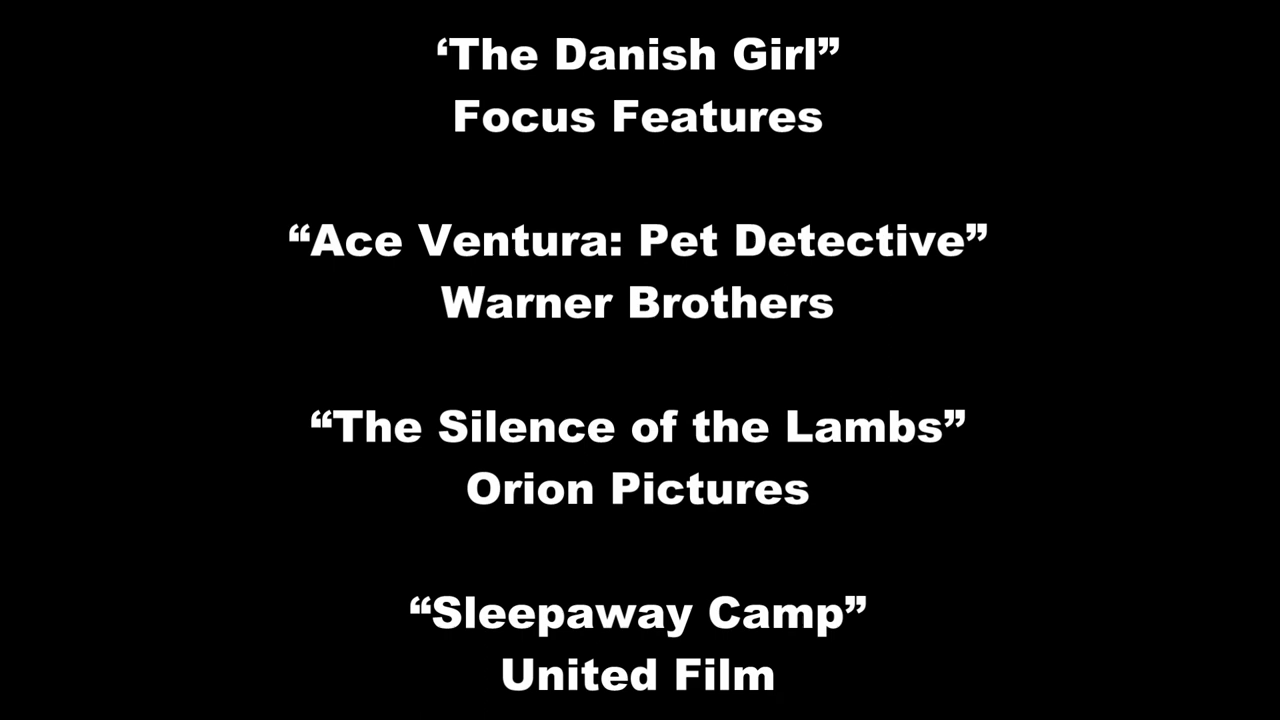 ‘The Danish Girl”
Focus Features
“Ace Ventura: Pet Detective”
Warner Brothers
“The Silence of the Lambs”
Orion Pictures
“Sleepaway Camp”
United Film